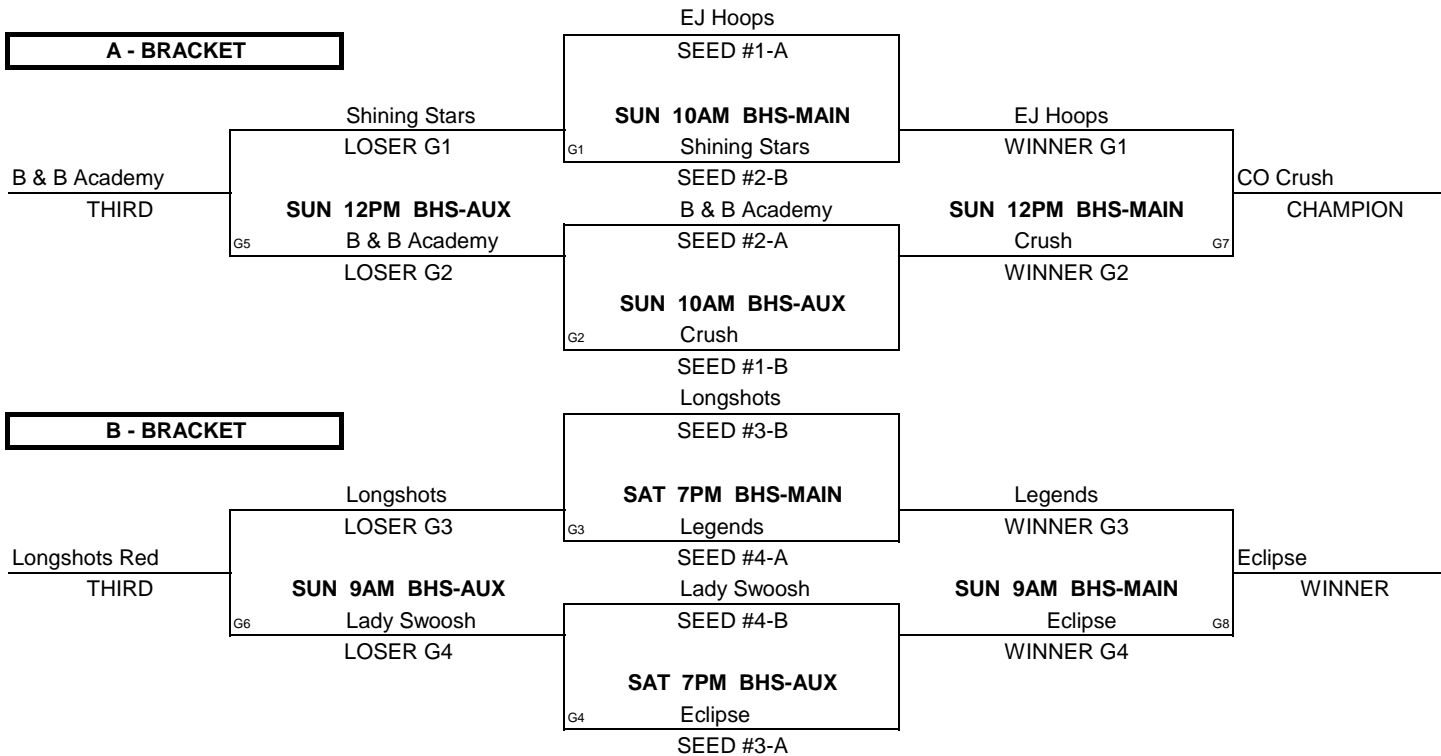 EJ Hoops
A - BRACKET
SEED #1-A
Shining Stars
SUN 10AM BHS-MAIN
EJ Hoops
LOSER G1
G1
Shining Stars
WINNER G1
B & B Academy
SEED #2-B
CO Crush
THIRD
SUN 12PM BHS-AUX
B & B Academy
SUN 12PM BHS-MAIN
CHAMPION
G5
B & B Academy
SEED #2-A
Crush
G7
LOSER G2
WINNER G2
SUN 10AM BHS-AUX
G2
Crush
SEED #1-B
Longshots
B - BRACKET
SEED #3-B
Longshots
SAT 7PM BHS-MAIN
Legends
LOSER G3
G3
Legends
WINNER G3
Longshots Red
SEED #4-A
Eclipse
THIRD
SUN 9AM BHS-AUX
Lady Swoosh
SUN 9AM BHS-MAIN
WINNER
G6
Lady Swoosh
SEED #4-B
Eclipse
G8
LOSER G4
WINNER G4
SAT 7PM BHS-AUX
G4
Eclipse
SEED #3-A